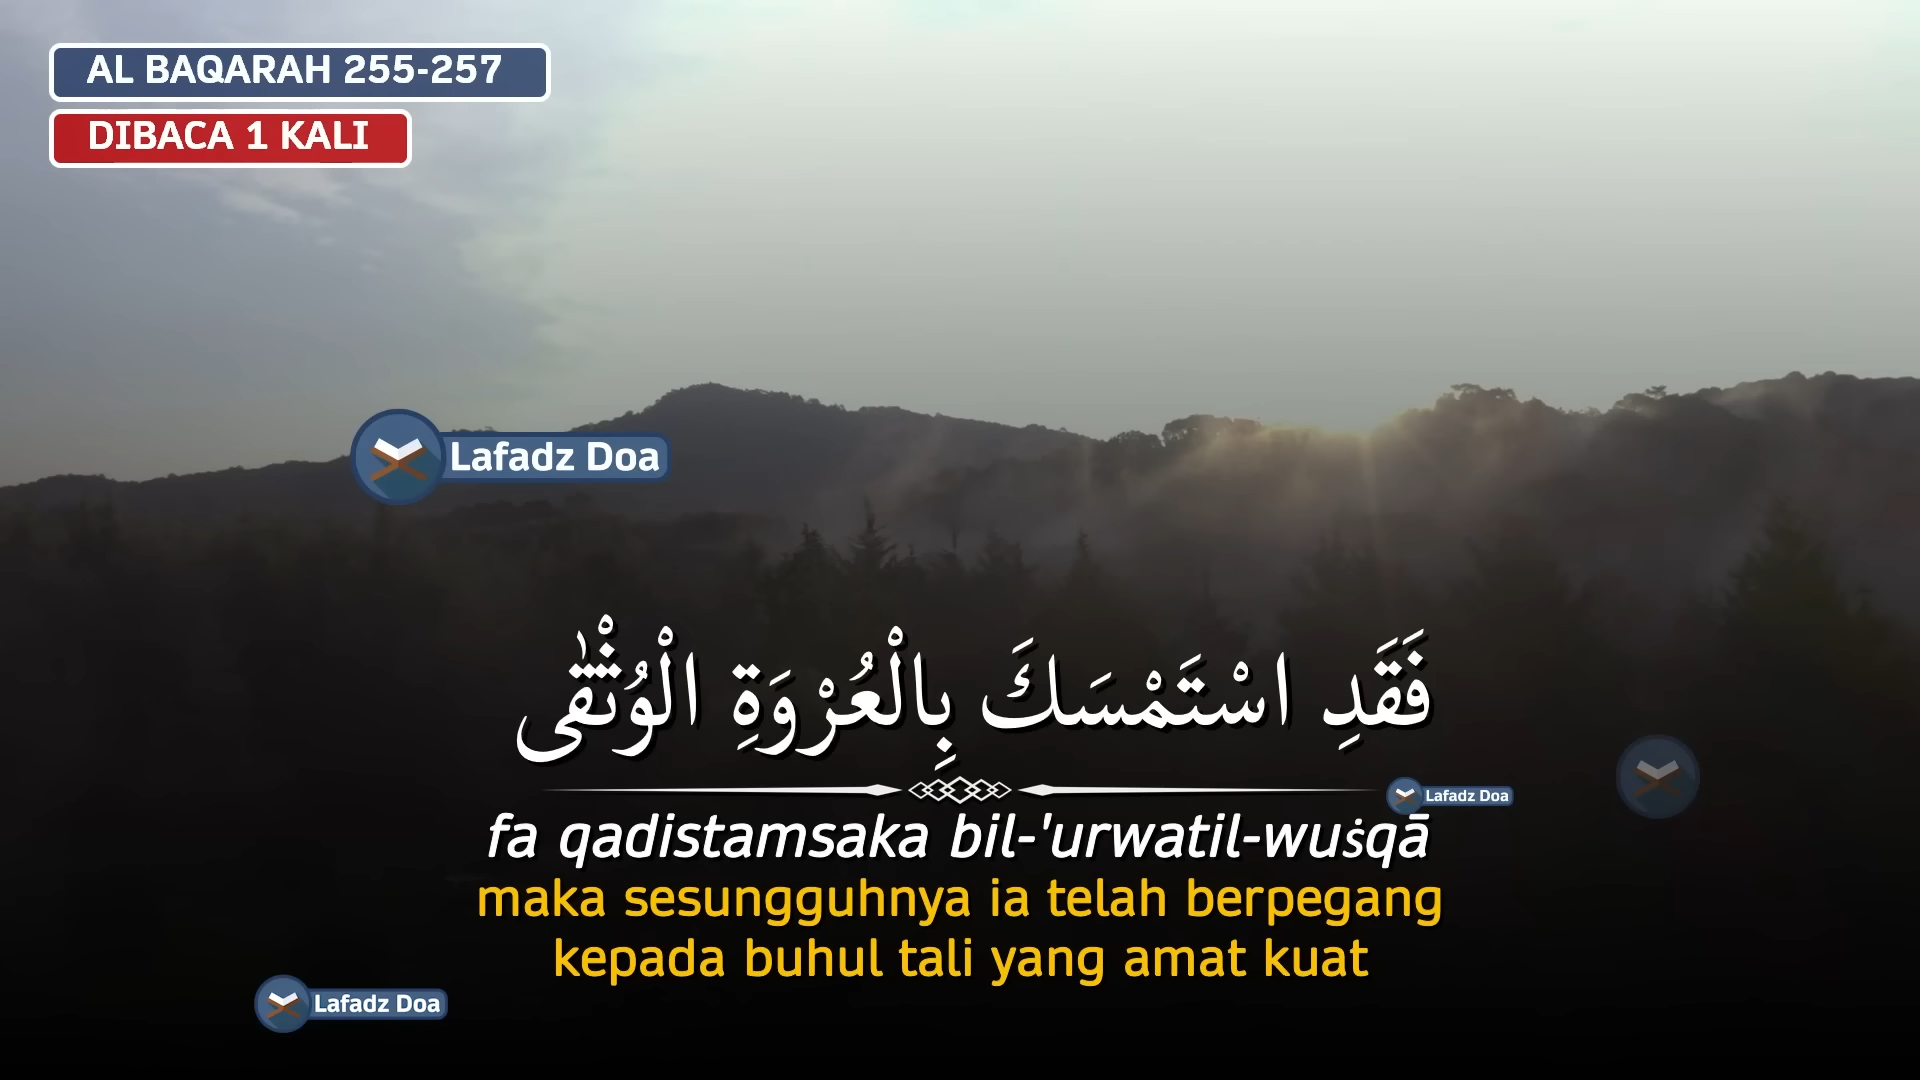 AL BAQARAH 255-257
DIBACA 1 KALI
Lafadz Doa
فَقَدِ اسْتَمْسَكَ بِالْعُرْوَةِ الْوُثْقٰى
Lafadz Doa
fa qadistamsaka bil-'urwatil-wuṡqā
maka sesungguhnya ia telah berpegang
kepada buhul tali yang amat kuat
Lafadz Doa